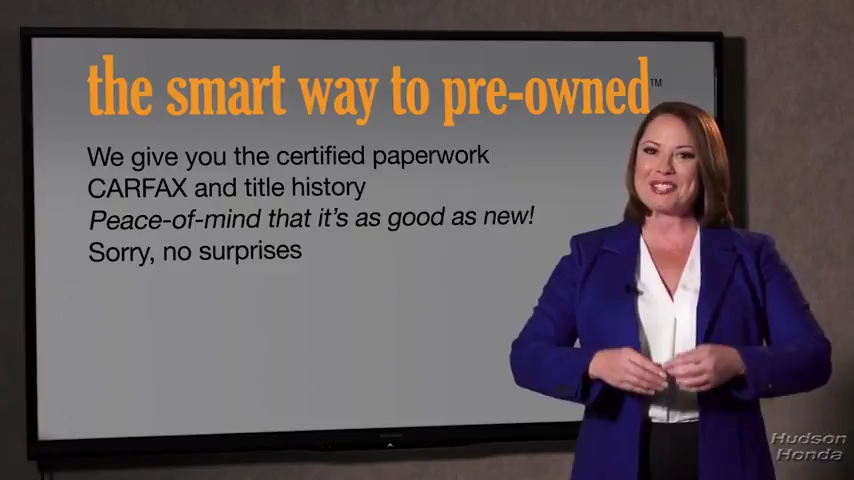 the smart way to pre-owned™
We give you the certified paperwork
CARFAX and title history
Peace-of-mind that it's as good as new!
Sorry, no surprises
Hudson
Honda